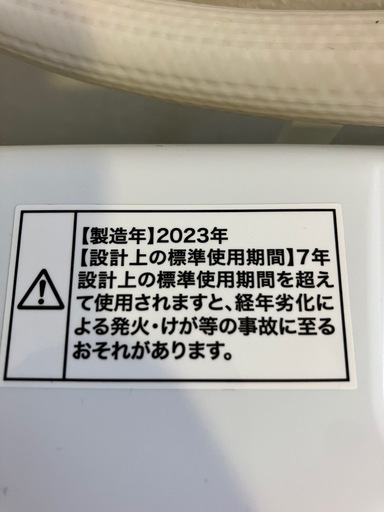 【製造年】2023年
【設計上の標準使用期間】7年
設計上の標準使用期間を超え
て使用されますと、経年劣化に
よる発火・けが等の事故に至る
おそれがあります。